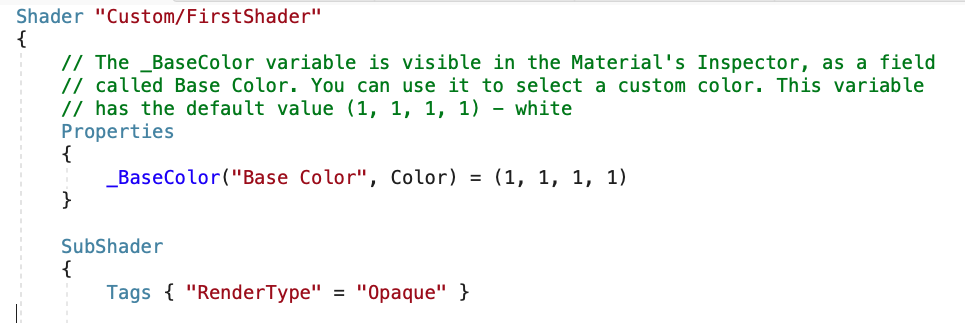 Shader "Custom/FirstShader"
{
// The _BaseColor variable is visible in the Material's Inspector, as a field
// called Base Color. You can use it to select a custom color. This variable
// has the default value (1, 1, 1, 1) – white
Properties
{
_BaseColor("Base Color", Color) = (1, 1, 1, 1)
}
SubShader
{
Tags { "RenderType" = "Opaque" }